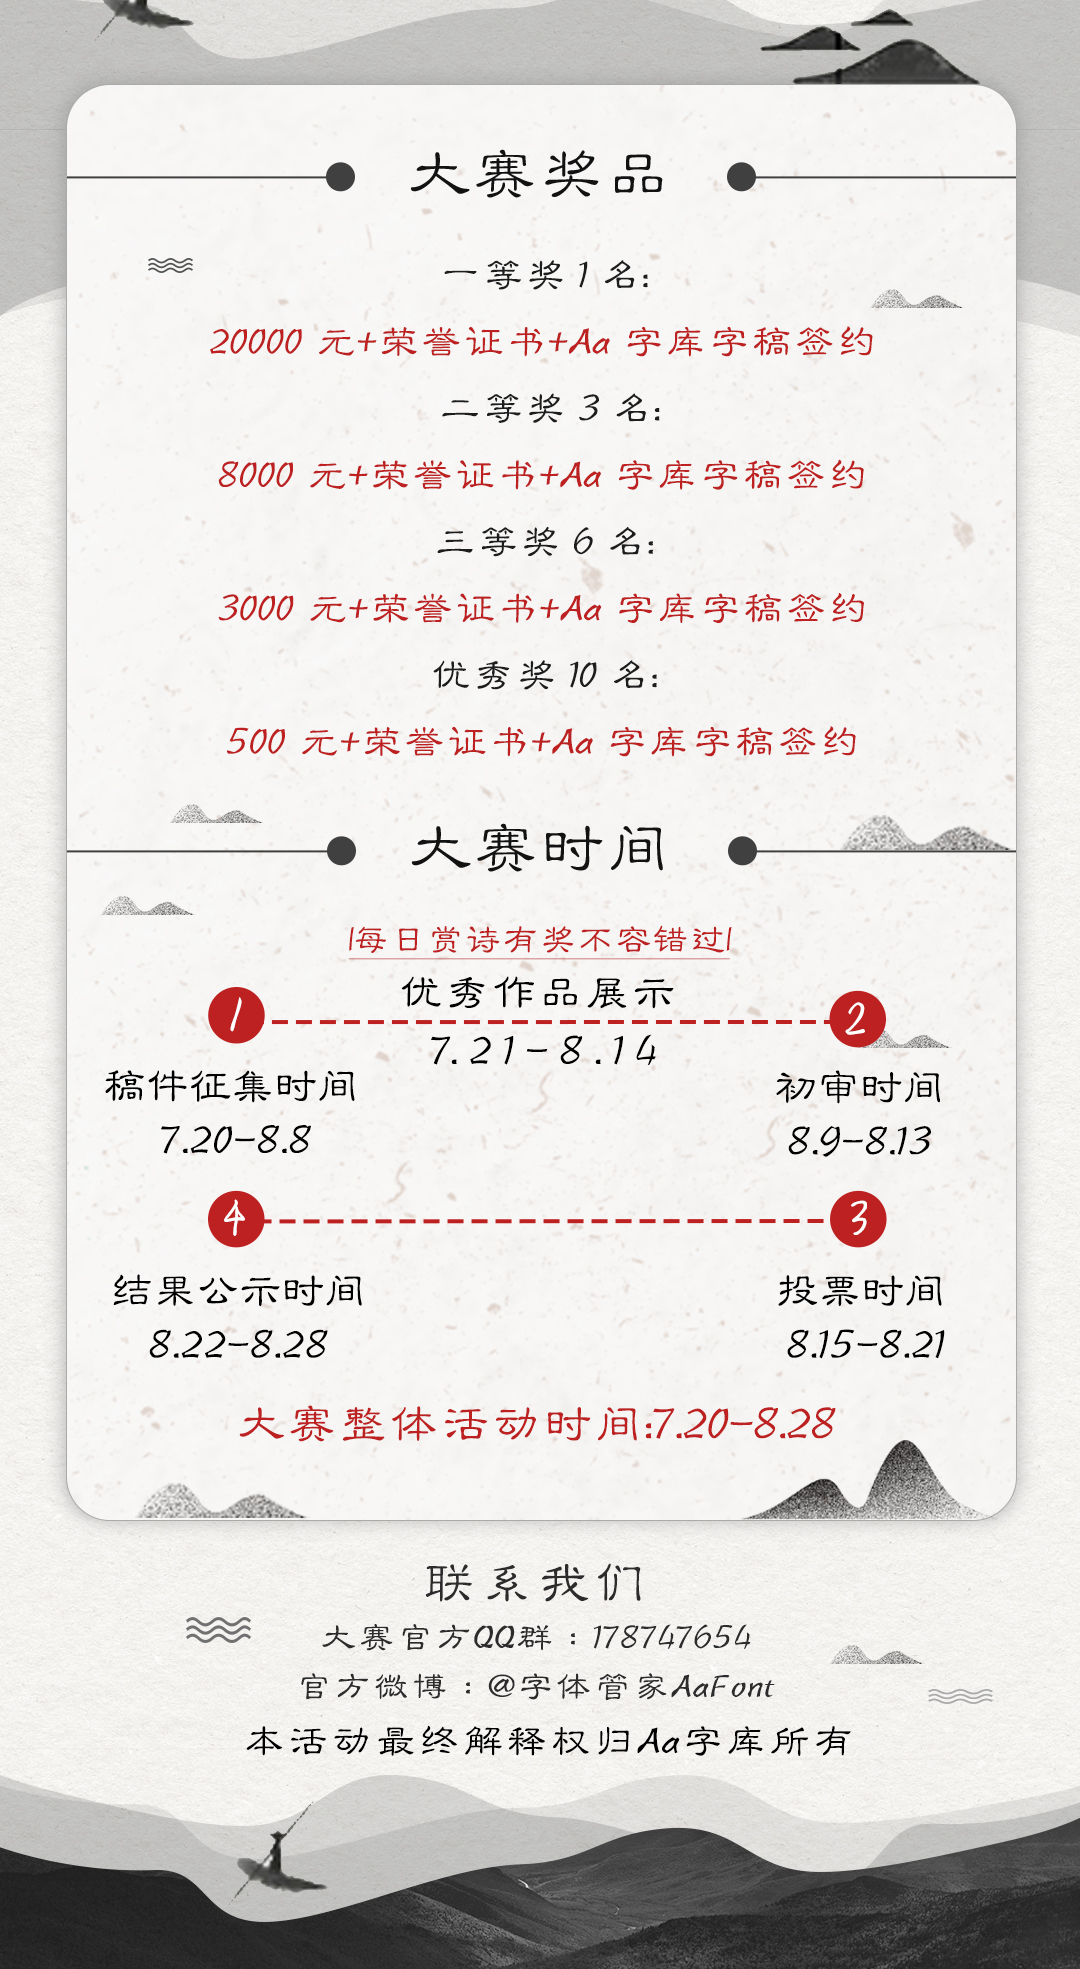 大赛奖品
一等奖1名:
20000 元+荣誉证书+Aa 字库字稿签约
二等奖 3 名:
8000 元+荣誉证书+Aa 字库字稿签约
三等奖 6 名:
3000 元+荣誉证书+Aa 字库字稿签约
优秀奖 10 名:
500 元+荣誉证书+Aa 字库字稿签约
大赛时间
|每日赏诗有奖不容错过|
优秀作品展示
7.21-8.14
1
稿件征集时间
7.20-8.8
2
初审时间
8.9-8.13
3
投票时间
8.15-8.21
4
结果公示时间
8.22-8.28
大赛整体活动时间:7.20-8.28
联系我们
大赛官方QQ群：178747654
官方微博：@字体管家AaFont
本活动最终解释权归Aa字库所有